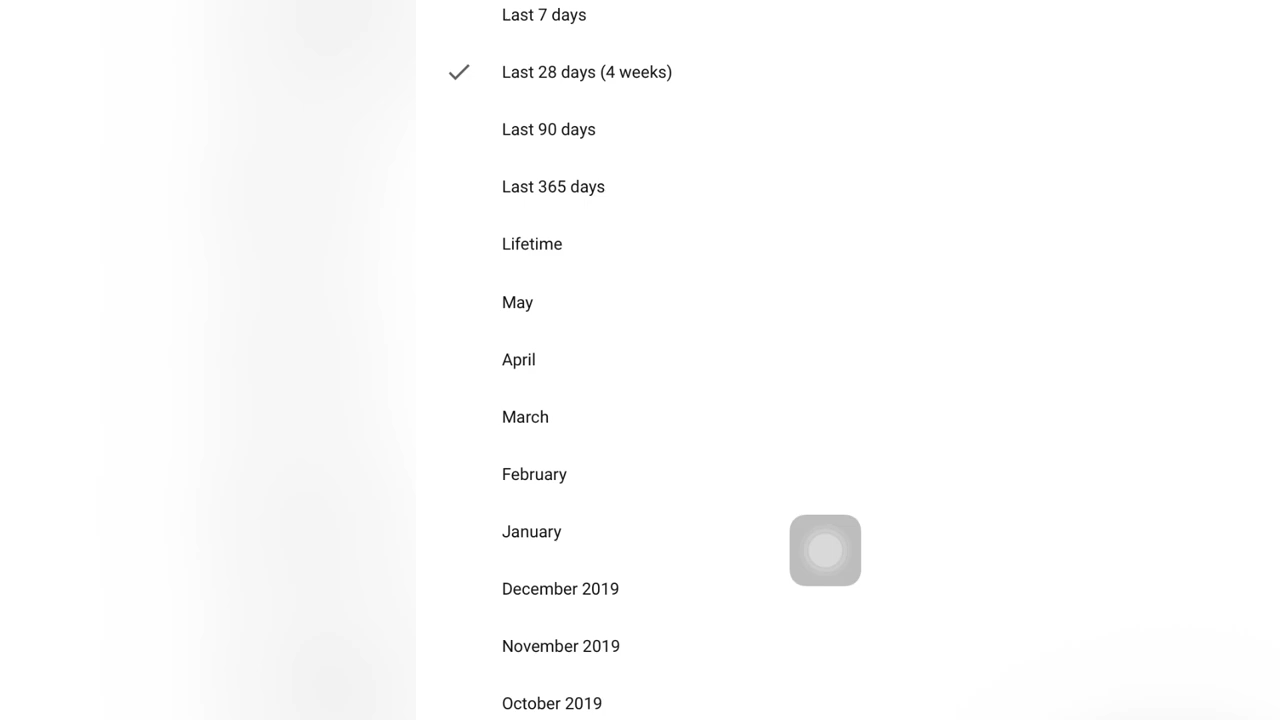 Last 7 days
Last 28 days (4 weeks)
Last 90 days
Last 365 days
Lifetime
May
April
March
February
January
December 2019
November 2019
October 2019